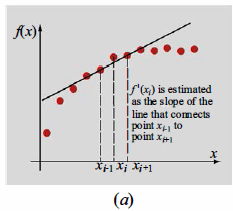 f(x)
f'(xi) is estimated
as the slope of the
line that connects
point xi-1 to
point xi+1
x
xi-1 xi xi+1
(a)